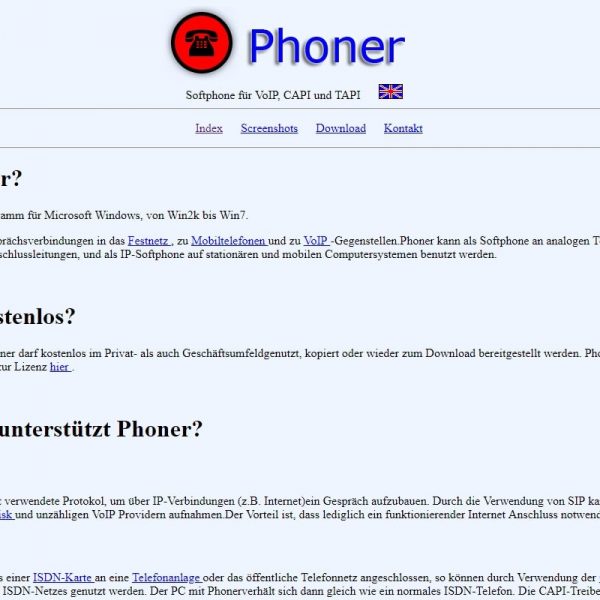 Phoner
Softphone für VoIP, CAPI und TAPI
Index Screenshots Download Kontakt
r?
amm für Microsoft Windows, von Win2k bis Win7.
prächsverbindungen in das Festnetz , zu Mobiltelefonen und zu VoIP -Gegenstellen.Phoner kann als Softphone an analogen T
schlussleitungen, und als IP-Softphone auf stationären und mobilen Computersystemen benutzt werden.
stenlos?
ner darf kostenlos im Privat- als auch Geschäftsumfeldgenutzt, kopiert oder wieder zum Download bereitgestellt werden. Pho
zur Lizenz hier .
unterstützt Phoner?
t verwendete Protokol, um über IP-Verbindungen (z.B. Internet)ein Gespräch aufzubauen. Durch die Verwendung von SIP ka
isk und unzähligen VoIP Providern aufnahmen.Der Vorteil ist, dass lediglich ein funktionierender Internet Anschluss notwend
s einer ISDN-Karte an eine Telefonanlage oder das öffentliche Telefonnetz angeschlossen, so können durch Verwendung der
ISDN-Netzes genutzt werden. Der PC mit Phonerverhält sich dann gleich wie ein normales ISDN-Telefon. Die CAPI-Treibe